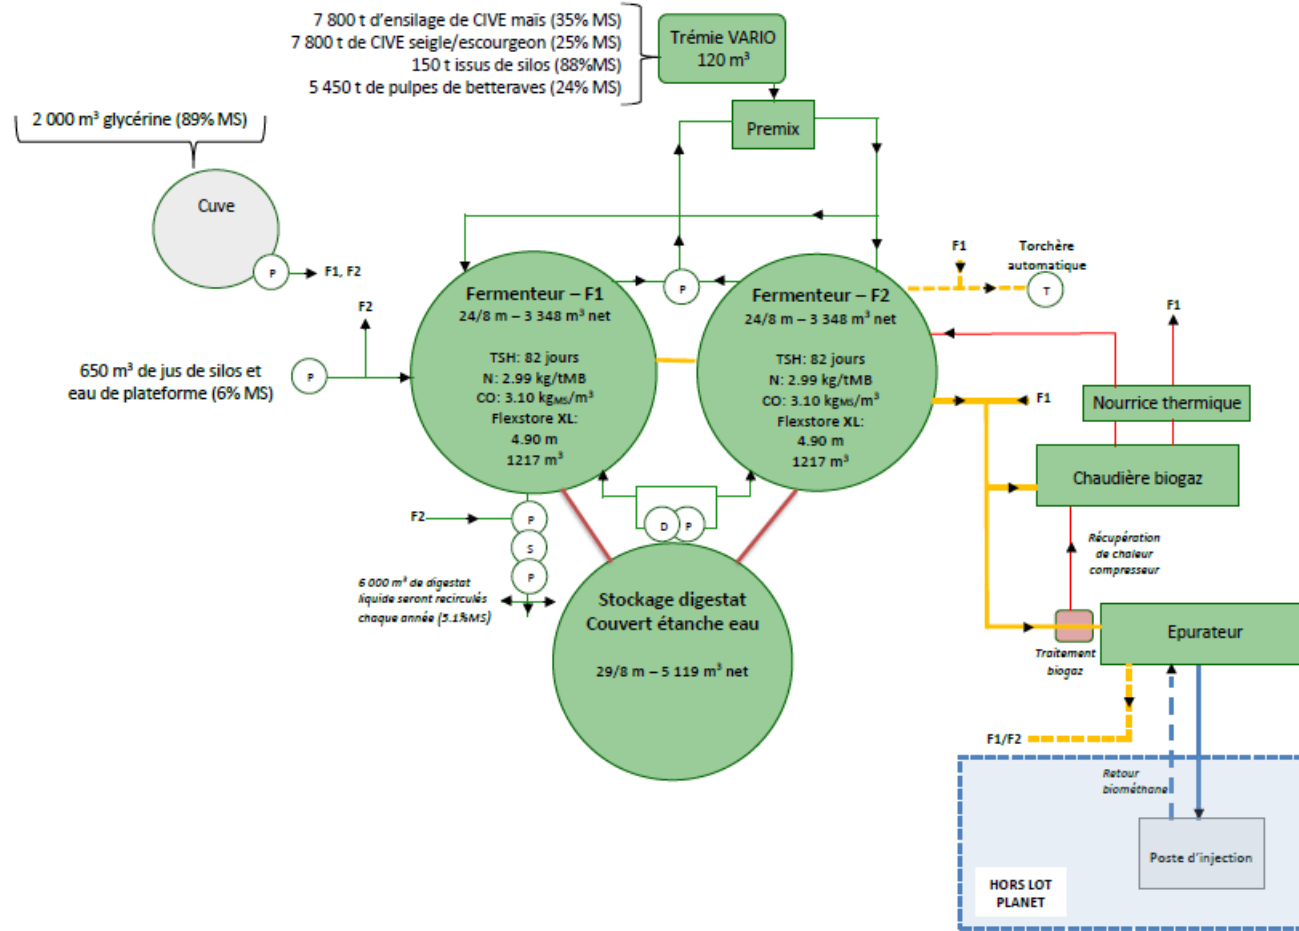 7 800 t d'ensilage de CIVE maïs (35% MS)
7 800 t de CIVE seigle/escourgeon (25% MS)
150 t issus de silos (88%MS)
5 450 t de pulpes de betteraves (24% MS)
Trémie VARIO
120 m³
Premix
2 000 m³ glycérine (89% MS)
Cuve
P
F1, F2
F2
650 m³ de jus de silos et
eau de plateforme (6% MS)
P
Fermenteur – F1
24/8 m – 3 348 m³ net
TSH: 82 jours
N: 2.99 kg/tMB
CO: 3.10 kgMS/m³
Flexstore XL:
4.90 m
1217 m³
P
Fermenteur – F2
24/8 m – 3 348 m³ net
TSH: 82 jours
N: 2.99 kg/tMB
CO: 3.10 kgMS/m³
Flexstore XL:
4.90 m
1217 m³
F1
Torchère
automatique
T
F1
F1
Nourrice thermique
Chaudière biogaz
Récupération
de chaleur
compresseur
F2
P
S
P
D
P
6 000 m³ de digestat
liquide seront recirculés
chaque année (5.1%MS)
Stockage digestat
Couvert étanche eau
29/8 m – 5 119 m³ net
Traitement
biogaz
Epurateur
F1/F2
Retour
biométhane
Poste d'injection
HORS LOT
PLANET